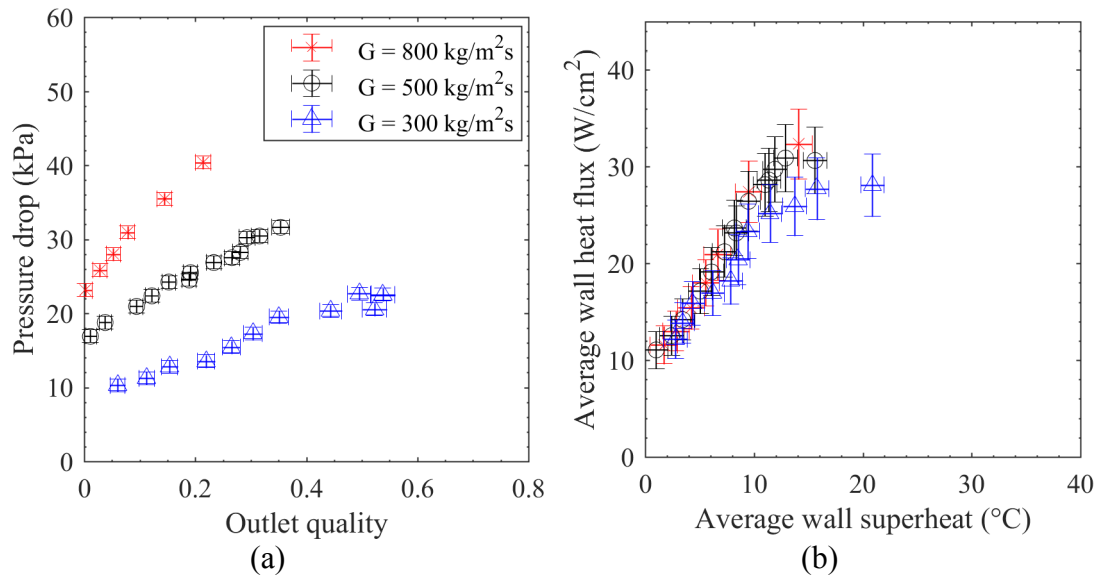 60
50
40
30
20
10
0
Pressure drop (kPa)
G = 800 kg/m²s
G = 500 kg/m²s
G = 300 kg/m²s
0 0.2 0.4 0.6 0.8
Outlet quality
(a)
40
30
20
10
0
Average wall heat flux (W/cm²)
0 10 20 30 40
Average wall superheat (°C)
(b)